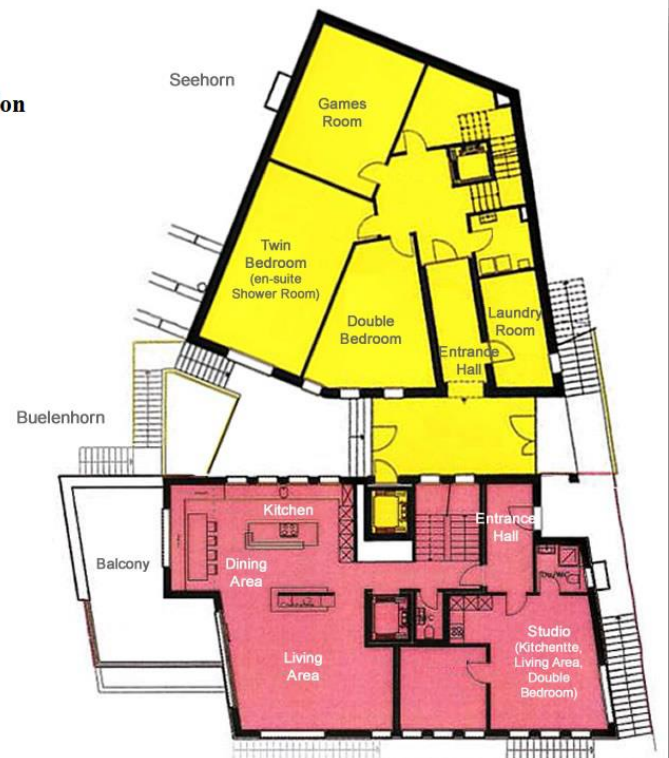 on
Seehorn
Games
Room
Twin
Bedroom
(en-suite
Shower Room)
Double
Bedroom
Laundry
Room
Entrance
Hall
Buelenhorn
Kitchen
Entrance
Hall
Balcony
Dining
Area
Living
Area
Studio
(Kitchentte,
Living Area,
Double
Bedroom)